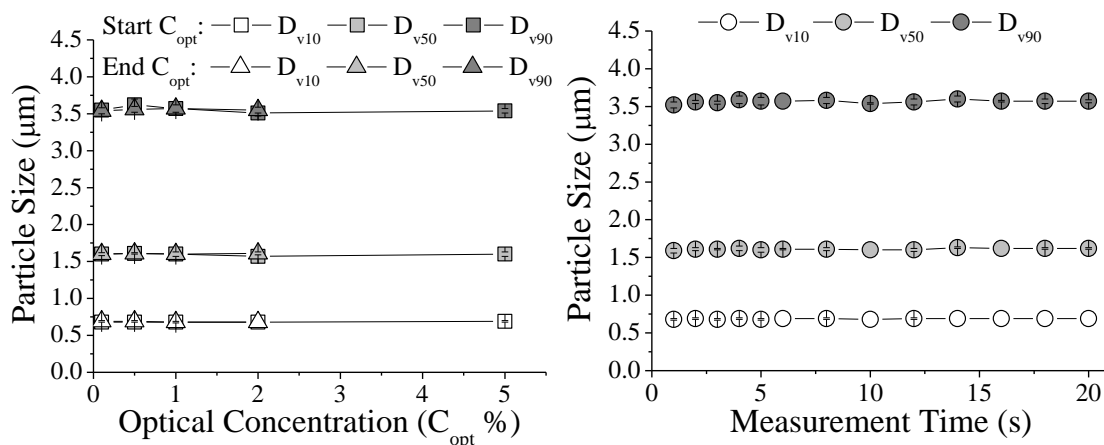 Start C_opt: D_v10 D_v50 D_v90
End C_opt: D_v10 D_v50 D_v90
4.5
4.0
3.5
3.0
2.5
2.0
1.5
1.0
0.5
0.0
Particle Size (μm)
0 1 2 3 4 5
Optical Concentration (C_opt %)
D_v10 D_v50 D_v90
4.5
4.0
3.5
3.0
2.5
2.0
1.5
1.0
0.5
0.0
Particle Size (μm)
0 5 10 15 20
Measurement Time (s)